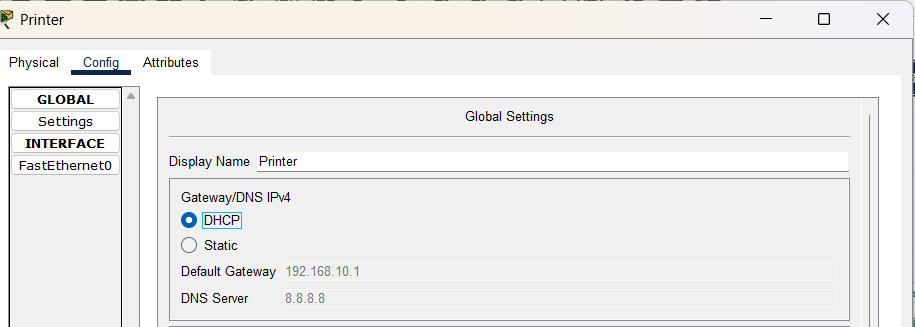 Printer
Physical Config Attributes
GLOBAL
Settings
INTERFACE
FastEthernet0
Global Settings
Display Name Printer
Gateway/DNS IPv4
DHCP
Static
Default Gateway 192.168.10.1
DNS Server 8.8.8.8